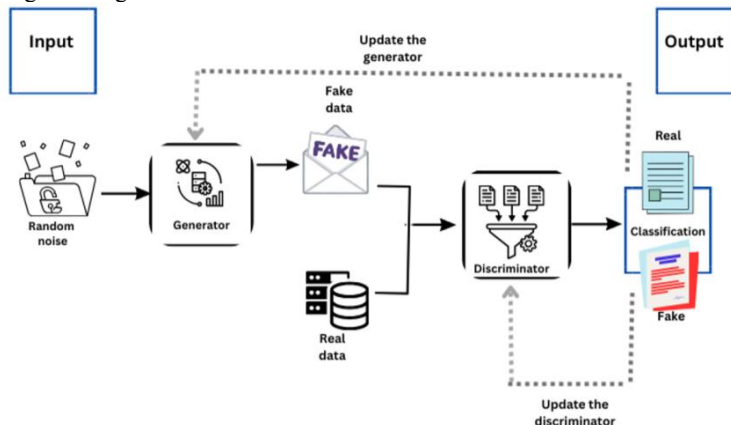 Input
Update the
generator
Output
Fake
data
Real
FAKE
Random
noise
Generator
Discriminator
Classification
Real
data
Fake
Update the
discriminator